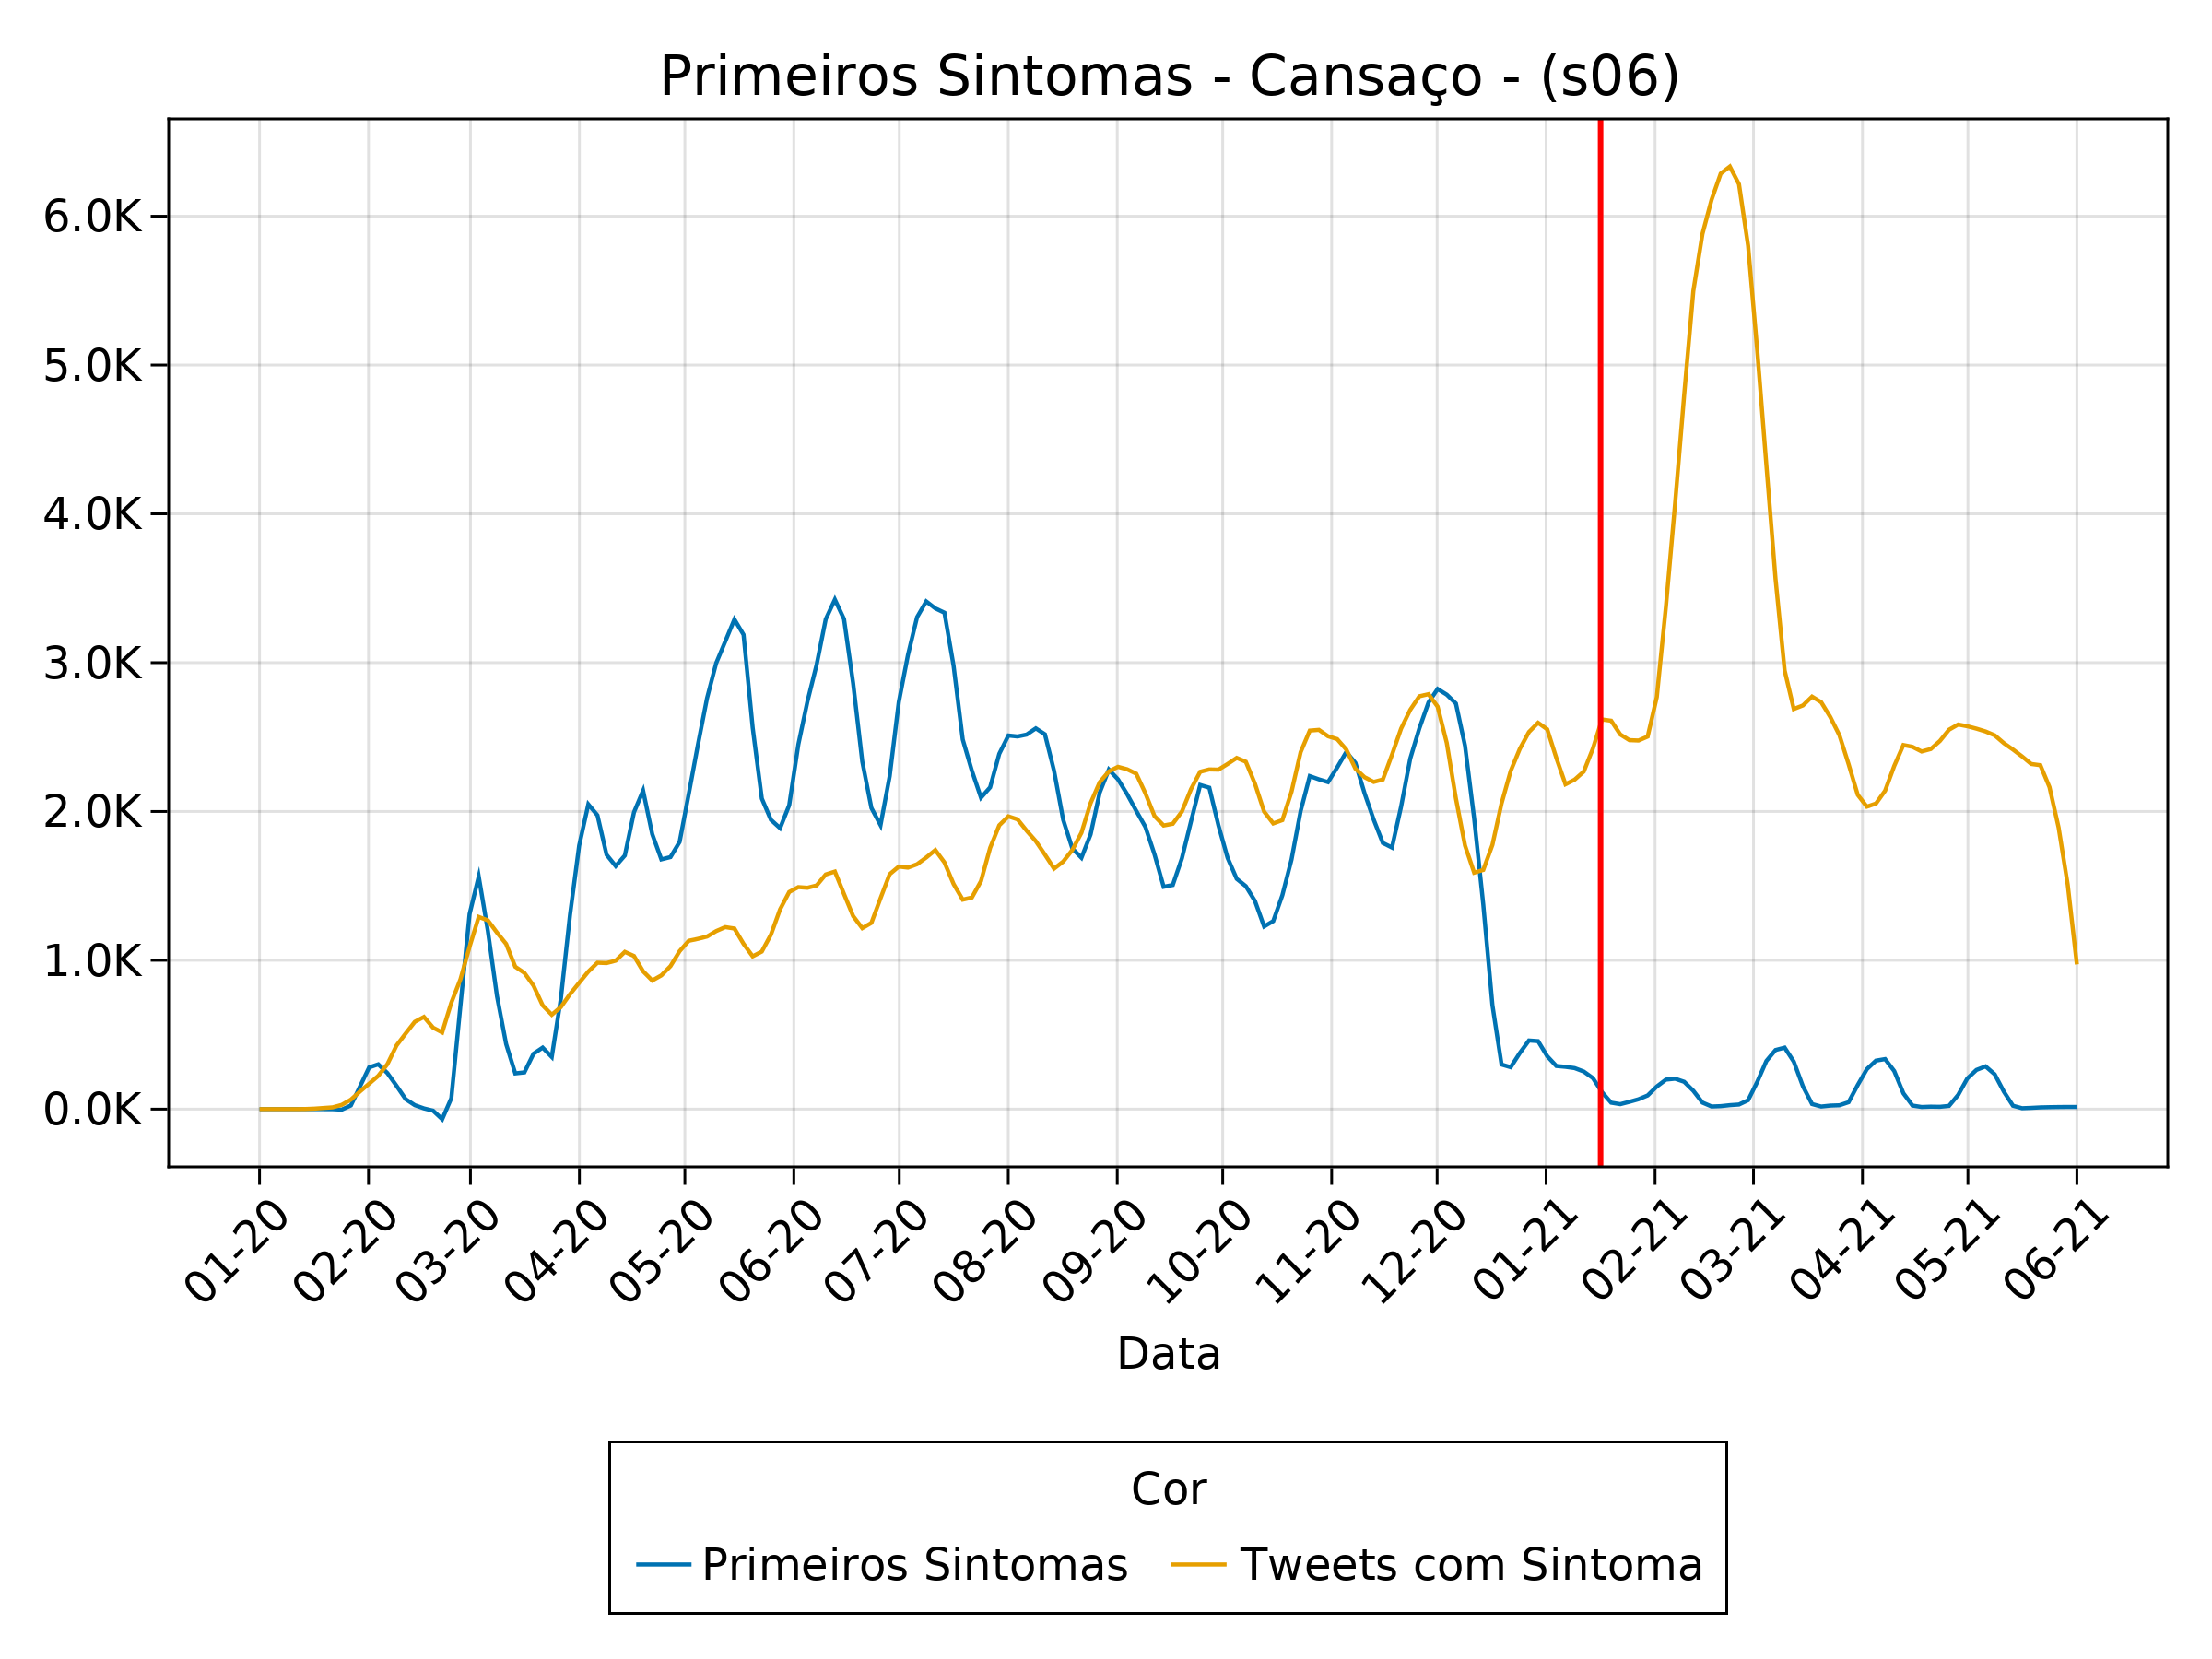 Primeiros Sintomas - Cansaço - (s06)
6.0K
5.0K
4.0K
3.0K
2.0K
1.0K
0.0K
01-20 02-20 03-20 04-20 05-20 06-20 07-20 08-20 09-20 10-20 11-20 12-20 01-21 02-21 03-21 04-21 05-21 06-21
Data
Cor
Primeiros Sintomas Tweets com Sintoma